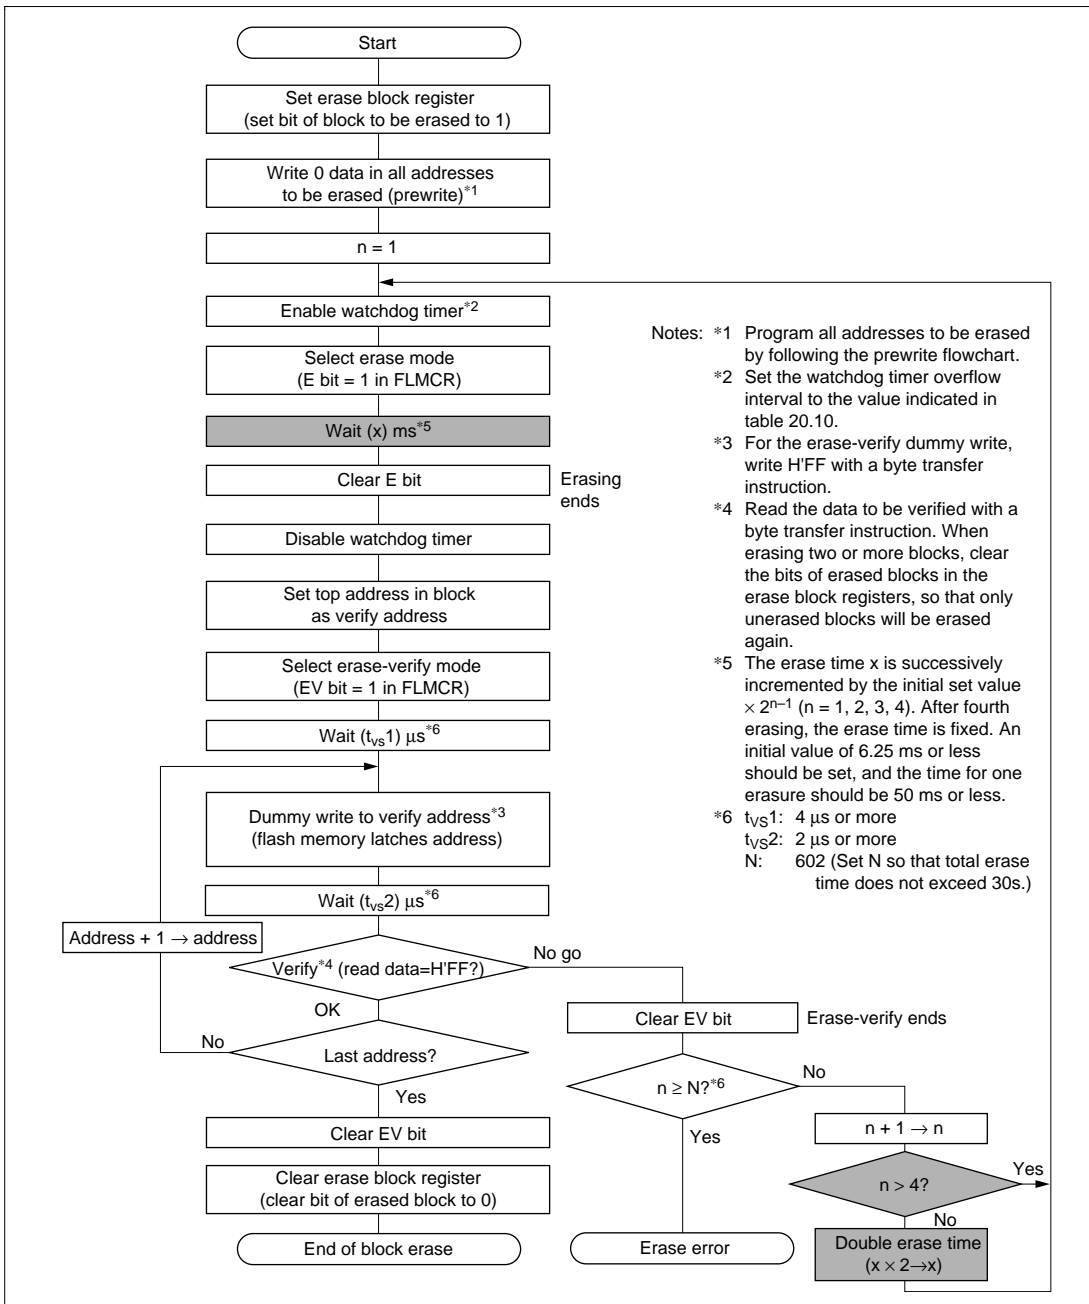 Start
Set erase block register
(set bit of block to be erased to 1)
Write 0 data in all addresses
to be erased (prewrite)*1
n = 1
Enable watchdog timer*2
Select erase mode
(E bit = 1 in FLMCR)
Wait (x) ms*5
Clear E bit
Erasing
ends
Disable watchdog timer
Set top address in block
as verify address
Select erase-verify mode
(EV bit = 1 in FLMCR)
Wait (tvs1) μs*6
Dummy write to verify address*3
(flash memory latches address)
Wait (tvs2) μs*6
Address + 1 → address
Verify*4 (read data=H'FF?)
No go
OK
Last address?
No
Yes
Clear EV bit
Clear erase block register
(clear bit of erased block to 0)
End of block erase
Clear EV bit
Erase-verify ends
n ≥ N?*6
No
Yes
Erase error
n + 1 → n
n > 4?
Yes
No
Double erase time
(x × 2→x)
Notes: *1 Program all addresses to be erased
by following the prewrite flowchart.
*2 Set the watchdog timer overflow
interval to the value indicated in
table 20.10.
*3 For the erase-verify dummy write,
write H'FF with a byte transfer
instruction.
*4 Read the data to be verified with a
byte transfer instruction. When
erasing two or more blocks, clear
the bits of erased blocks in the
erase block registers, so that only
unerased blocks will be erased
again.
*5 The erase time x is successively
incremented by the initial set value
× 2n–1 (n = 1, 2, 3, 4). After fourth
erasing, the erase time is fixed. An
initial value of 6.25 ms or less
should be set, and the time for one
erasure should be 50 ms or less.
*6 tVS1: 4 μs or more
tVS2: 2 μs or more
N: 602 (Set N so that total erase
time does not exceed 30s.)